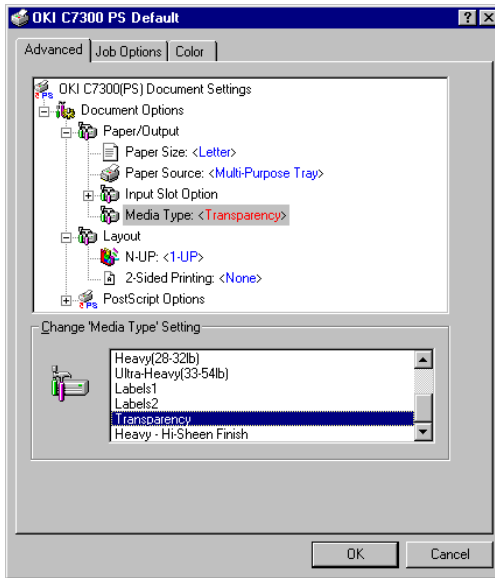 OKI C7300 PS Default
Advanced Job Options Color
OKI C7300(PS) Document Settings
Document Options
Paper/Output
Paper Size: <Letter>
Paper Source: <Multi-Purpose Tray>
Input Slot Option
Media Type: <Transparency>
Layout
N-UP: <1-UP>
2-Sided Printing: <None>
PostScript Options
Change 'Media Type' Setting
Heavy(28-32lb)
Ultra-Heavy(33-54lb)
Labels1
Labels2
Transparency
Heavy - Hi-Sheen Finish
OK Cancel